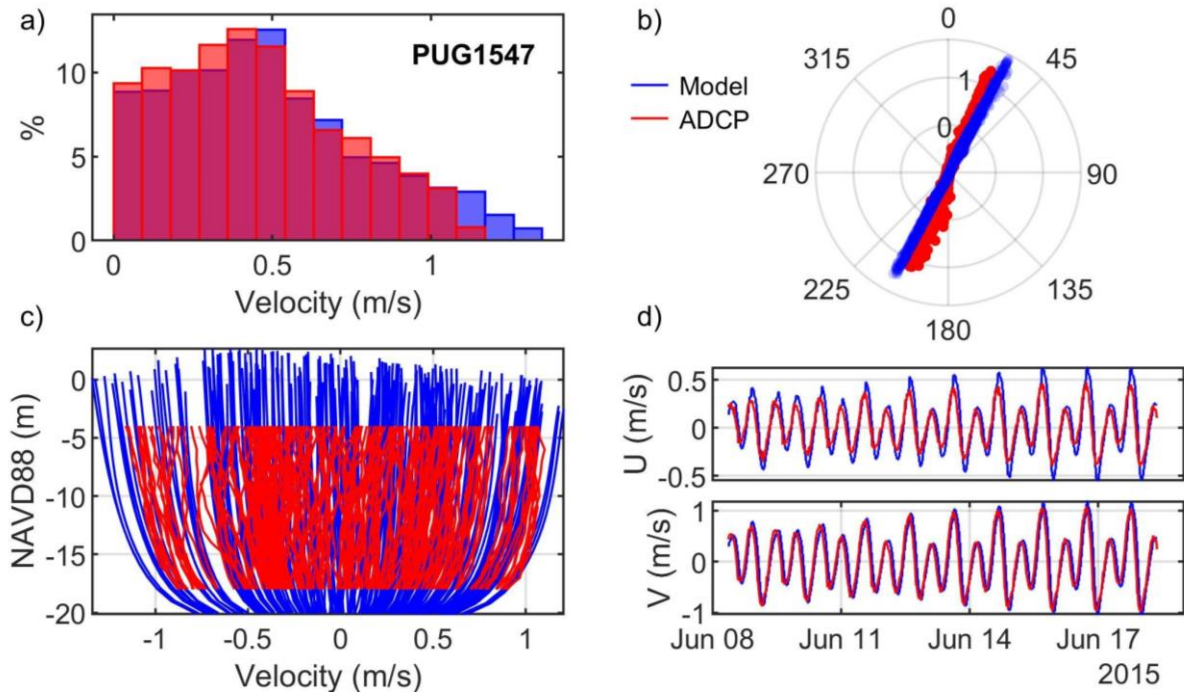 a)
PUG1547
10
5
0
%
0
0.5
1
Velocity (m/s)
b)
Model
ADCP
0
45
90
135
180
225
270
315
1
0
c)
NAVD88 (m)
0
-5
-10
-15
-20
-1
-0.5
0
0.5
1
Velocity (m/s)
d)
U (m/s)
0.5
0
-0.5
V (m/s)
1
0
-1
Jun 08
Jun 11
Jun 14
Jun 17
2015